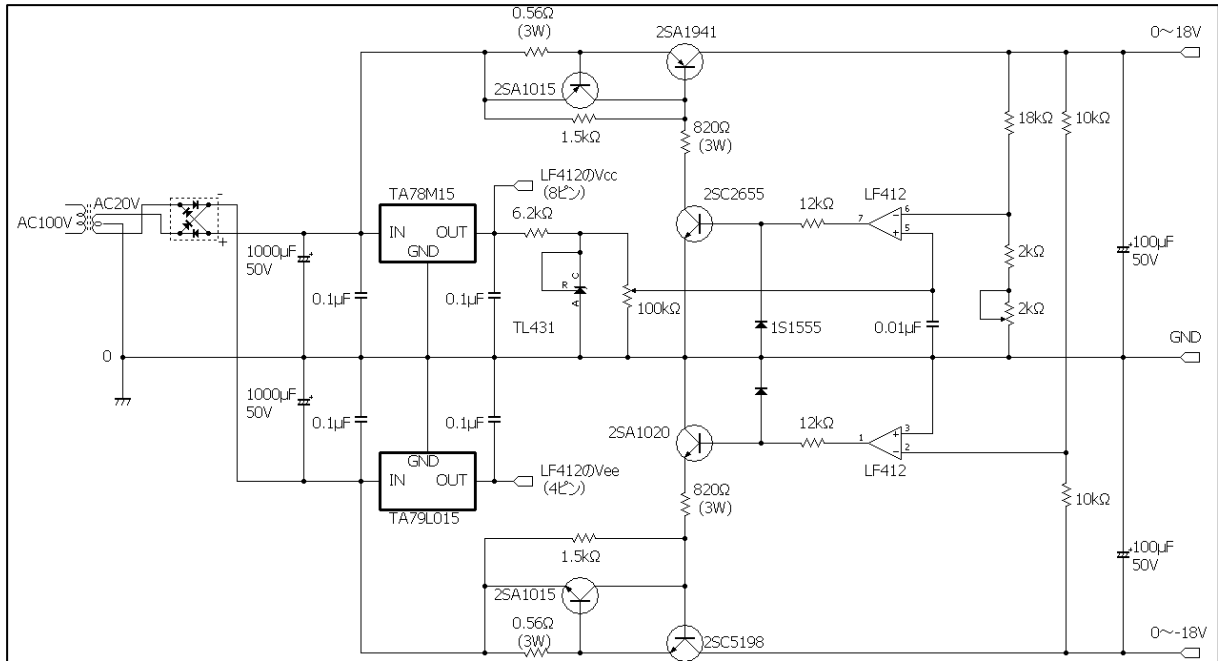 0.56Ω
(3W)
2SA1941
0～18V
2SA1015
1.5kΩ
820Ω
(3W)
18kΩ
10kΩ
LF412のVcc
(8ピン)
TA78M15
2SC2655
LF412
AC20V
-
+
AC100V
IN
OUT
GND
6.2kΩ
12kΩ
7
6
5
-
+
1000μF
50V
+
0.1μF
0.1μF
R
C
A
TL431
100kΩ
1S1555
0.01μF
2kΩ
2kΩ
+
100μF
50V
0
GND
1000μF
50V
+
0.1μF
0.1μF
2SA1020
12kΩ
1
3
2
+
-
LF412
GND
IN
OUT
TA79L015
LF412のVee
(4ピン)
820Ω
(3W)
10kΩ
1.5kΩ
+
100μF
50V
2SA1015
0.56Ω
(3W)
2SC5198
0～-18V